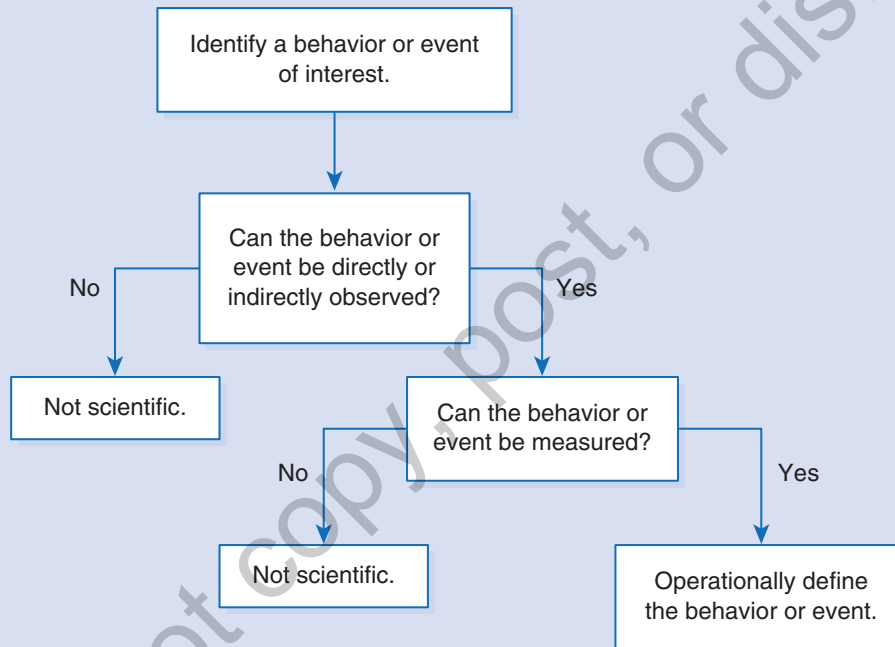 Identify a behavior or event
of interest.
Can the behavior or
event be directly or
indirectly observed?
No
Yes
Not scientific.
Can the behavior or
event be measured?
No
Yes
Not scientific.
Operationally define
the behavior or event.
ot copy, post, or dis